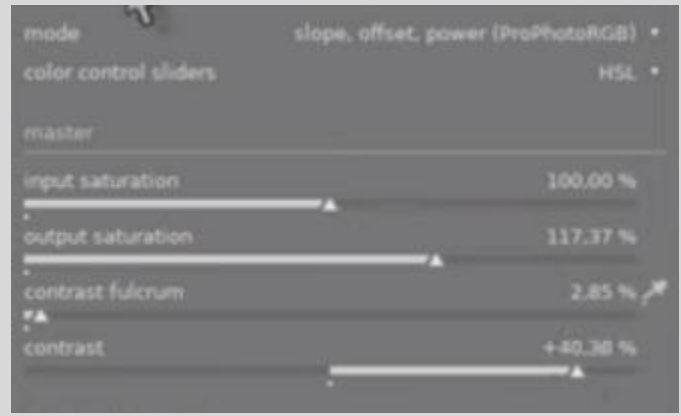 mode slope, offset, power (ProPhotoRGB)
color control sliders HSL
master
input saturation 100.00 %
output saturation 117.37 %
contrast fulcrum 2.85 %
contrast +40.38 %